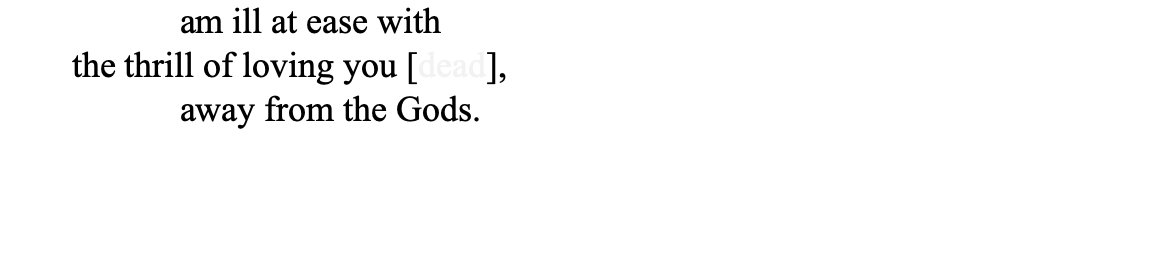 am ill at ease with
the thrill of loving you [dead],
away from the Gods.